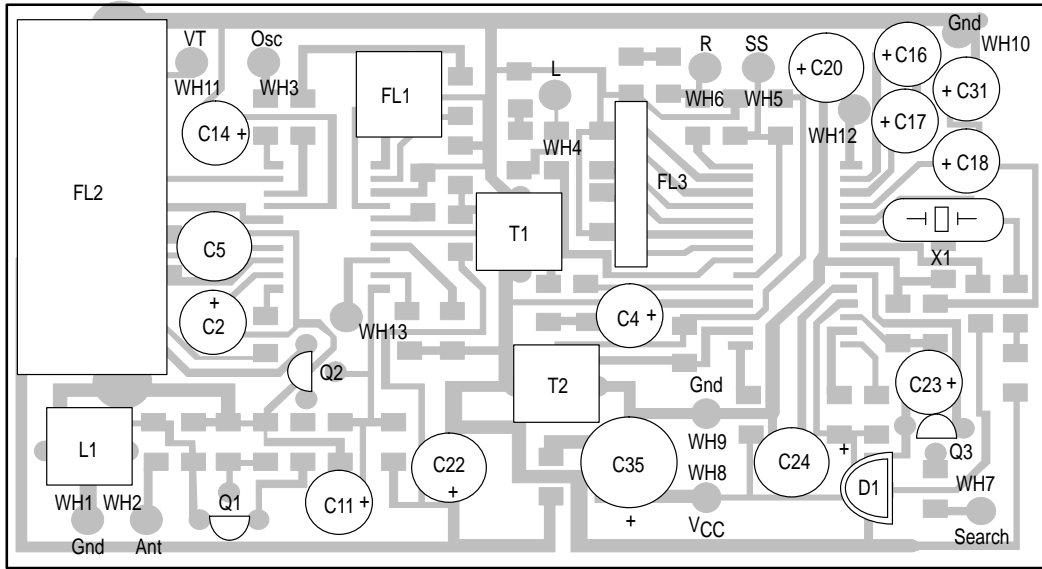 VT
Osc
WH11
WH3
FL1
C14 +
FL2
C5
+
C2
WH13
Q2
L1
WH1
WH2
Gnd
Ant
Q1
C11 +
C22
+
L
WH4
T1
T2
C4 +
FL3
R
SS
WH6
WH5
+ C20
WH12
+ C16
Gnd
WH10
+ C31
+ C17
+ C18
X1
Gnd
WH9
WH8
VCC
C35
+
C24
+
D1
C23 +
Q3
WH7
Search